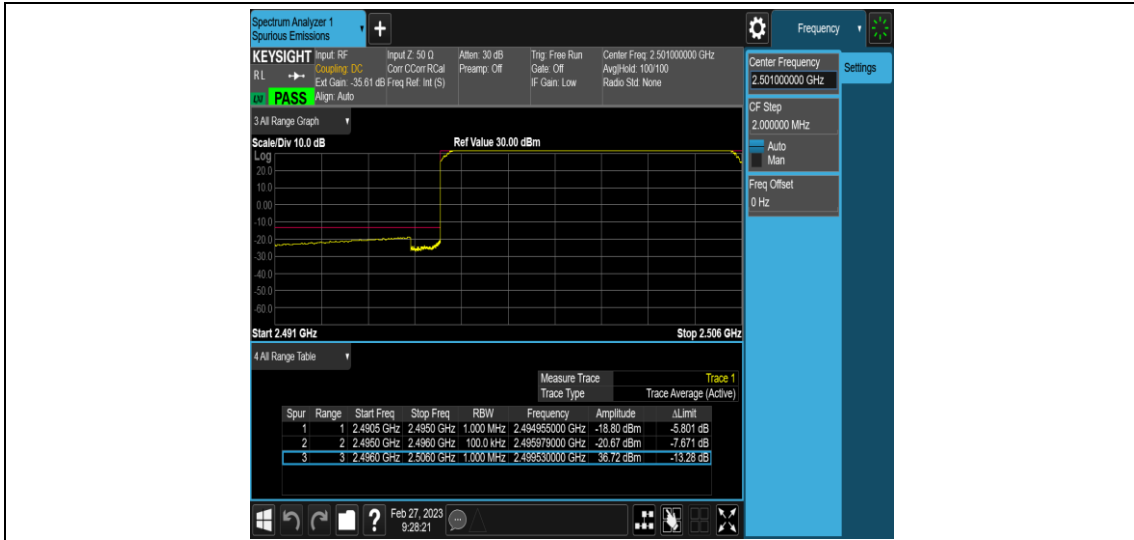 Spectrum Analyzer 1
Spurious Emissions
+
Frequency
KEYSIGHT
RL
LXI PASS
Input: RF
Coupling: DC
Ext Gain: -35.61 dB
Align: Auto
Input Z: 50 Ω
Corr CCorr RCal
Freq Ref: Int (S)
Atten: 30 dB
Preamp: Off
Trig: Free Run
Gate: Off
IF Gain: Low
Center Freq: 2.501000000 GHz
Avg|Hold: 100/100
Radio Std: None
Center Frequency
2.501000000 GHz
Settings
CF Step
2.000000 MHz
Auto
Man
Freq Offset
0 Hz
3 All Range Graph
Scale/Div 10.0 dB
Ref Value 30.00 dBm
Log
20.0
10.0
0.00
-10.0
-20.0
-30.0
-40.0
-50.0
-60.0
Start 2.491 GHz
Stop 2.506 GHz
4 All Range Table
Measure Trace Trace 1
Trace Type Trace Average (Active)
Spur Range Start Freq Stop Freq RBW Frequency Amplitude ΔLimit
1 1 2.4905 GHz 2.4950 GHz 1.000 MHz 2.494955000 GHz -18.80 dBm -5.801 dB
2 2 2.4950 GHz 2.4960 GHz 100.0 kHz 2.495979000 GHz -20.67 dBm -7.671 dB
3 3 2.4960 GHz 2.5060 GHz 1.000 MHz 2.499530000 GHz 36.72 dBm -13.28 dB
?
Feb 27, 2023
9:28:21